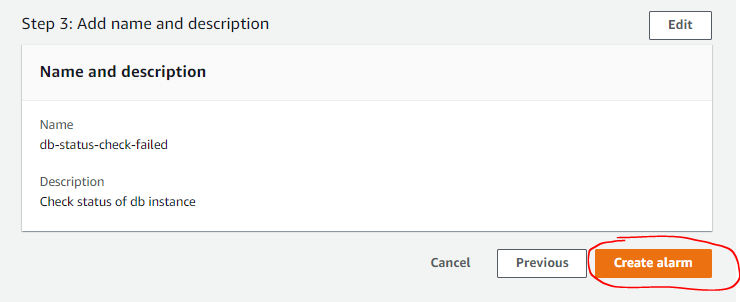 Step 3: Add name and description
Edit
Name and description
Name
db-status-check-failed
Description
Check status of db instance
Cancel
Previous
Create alarm